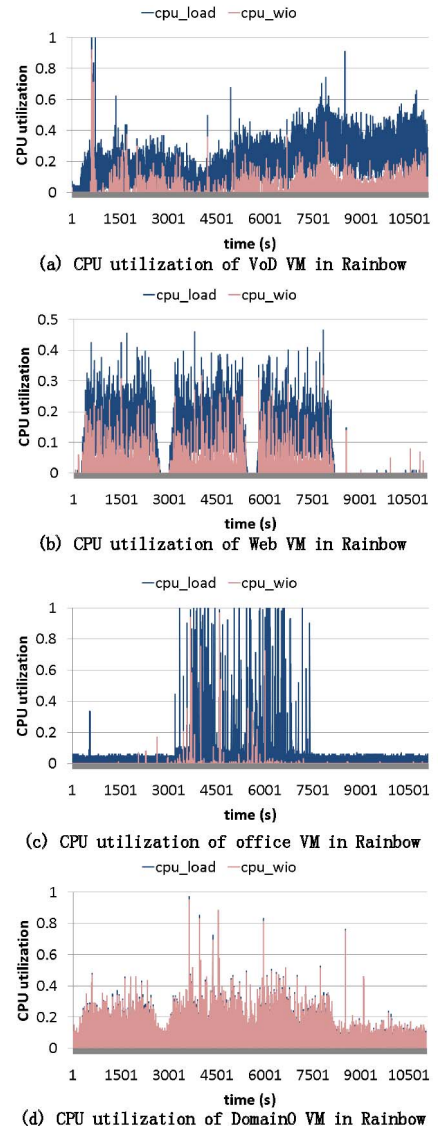 cpu_load cpu_wio
CPU utilization
1
0.8
0.6
0.4
0.2
0
1 1501 3001 4501 6001 7501 9001 10501
time (s)
(a) CPU utilization of VoD VM in Rainbow
cpu_load cpu_wio
CPU utilization
0.5
0.4
0.3
0.2
0.1
0
1 1501 3001 4501 6001 7501 9001 10501
time (s)
(b) CPU utilization of Web VM in Rainbow
cpu_load cpu_wio
CPU utilization
1
0.8
0.6
0.4
0.2
0
1 1501 3001 4501 6001 7501 9001 10501
time (s)
(c) CPU utilization of office VM in Rainbow
cpu_load cpu_wio
CPU utilization
1
0.8
0.6
0.4
0.2
0
1 1501 3001 4501 6001 7501 9001 10501
time (s)
(d) CPU utilization of Domain0 VM in Rainbow